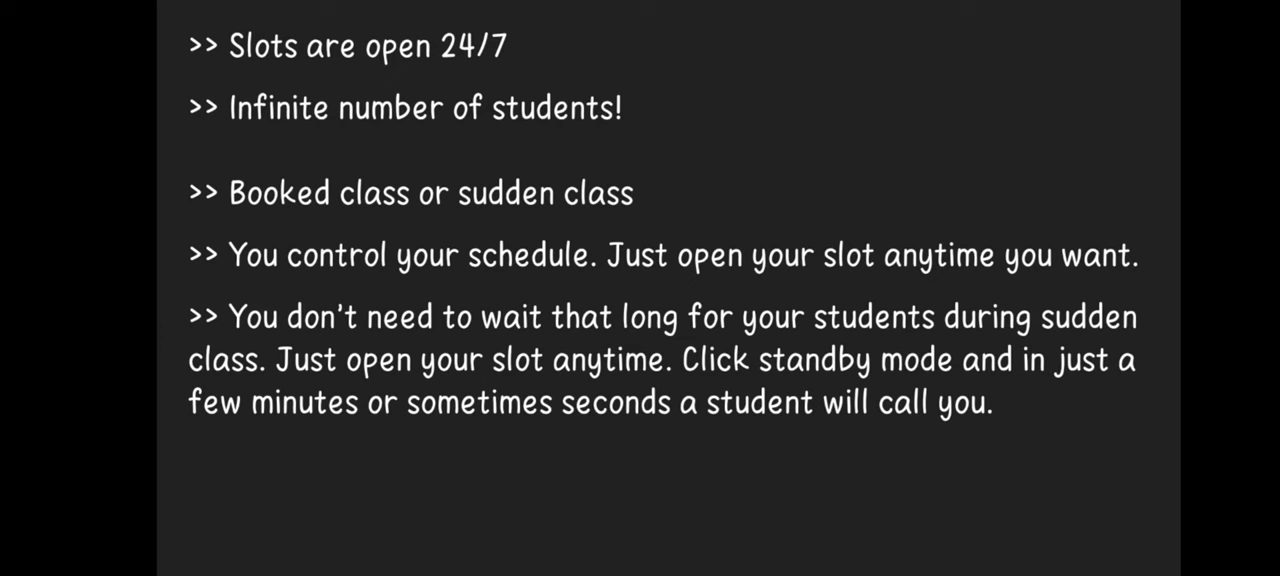 >> Slots are open 24/7
>> Infinite number of students!
>> Booked class or sudden class
>> You control your schedule. Just open your slot anytime you want.
>> You don't need to wait that long for your students during sudden
class. Just open your slot anytime. Click standby mode and in just a
few minutes or sometimes seconds a student will call you.